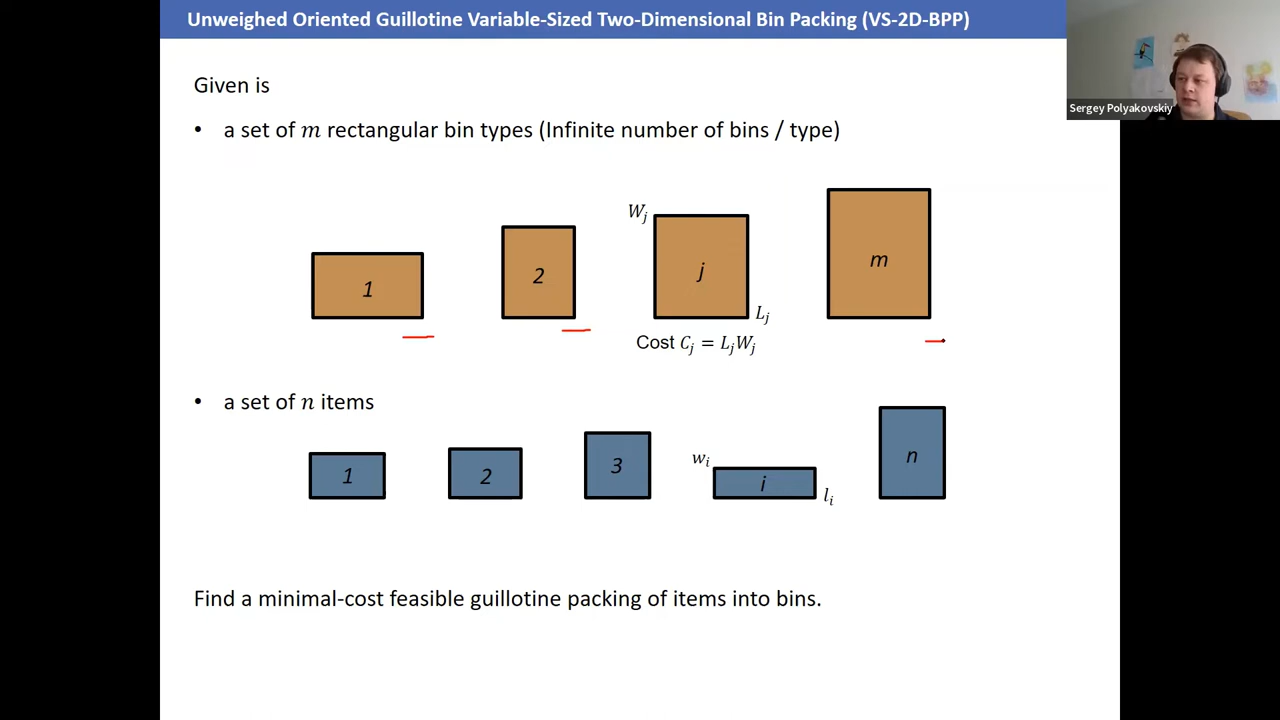 Unweighed Oriented Guillotine Variable-Sized Two-Dimensional Bin Packing (VS-2D-BPP)
Sergey Polyakovskiy
Given is
• a set of m rectangular bin types (Infinite number of bins / type)
1
2
W_j
j
L_j
m
Cost C_j = L_jW_j
• a set of n items
1
2
3
w_i
i
l_i
n
Find a minimal-cost feasible guillotine packing of items into bins.